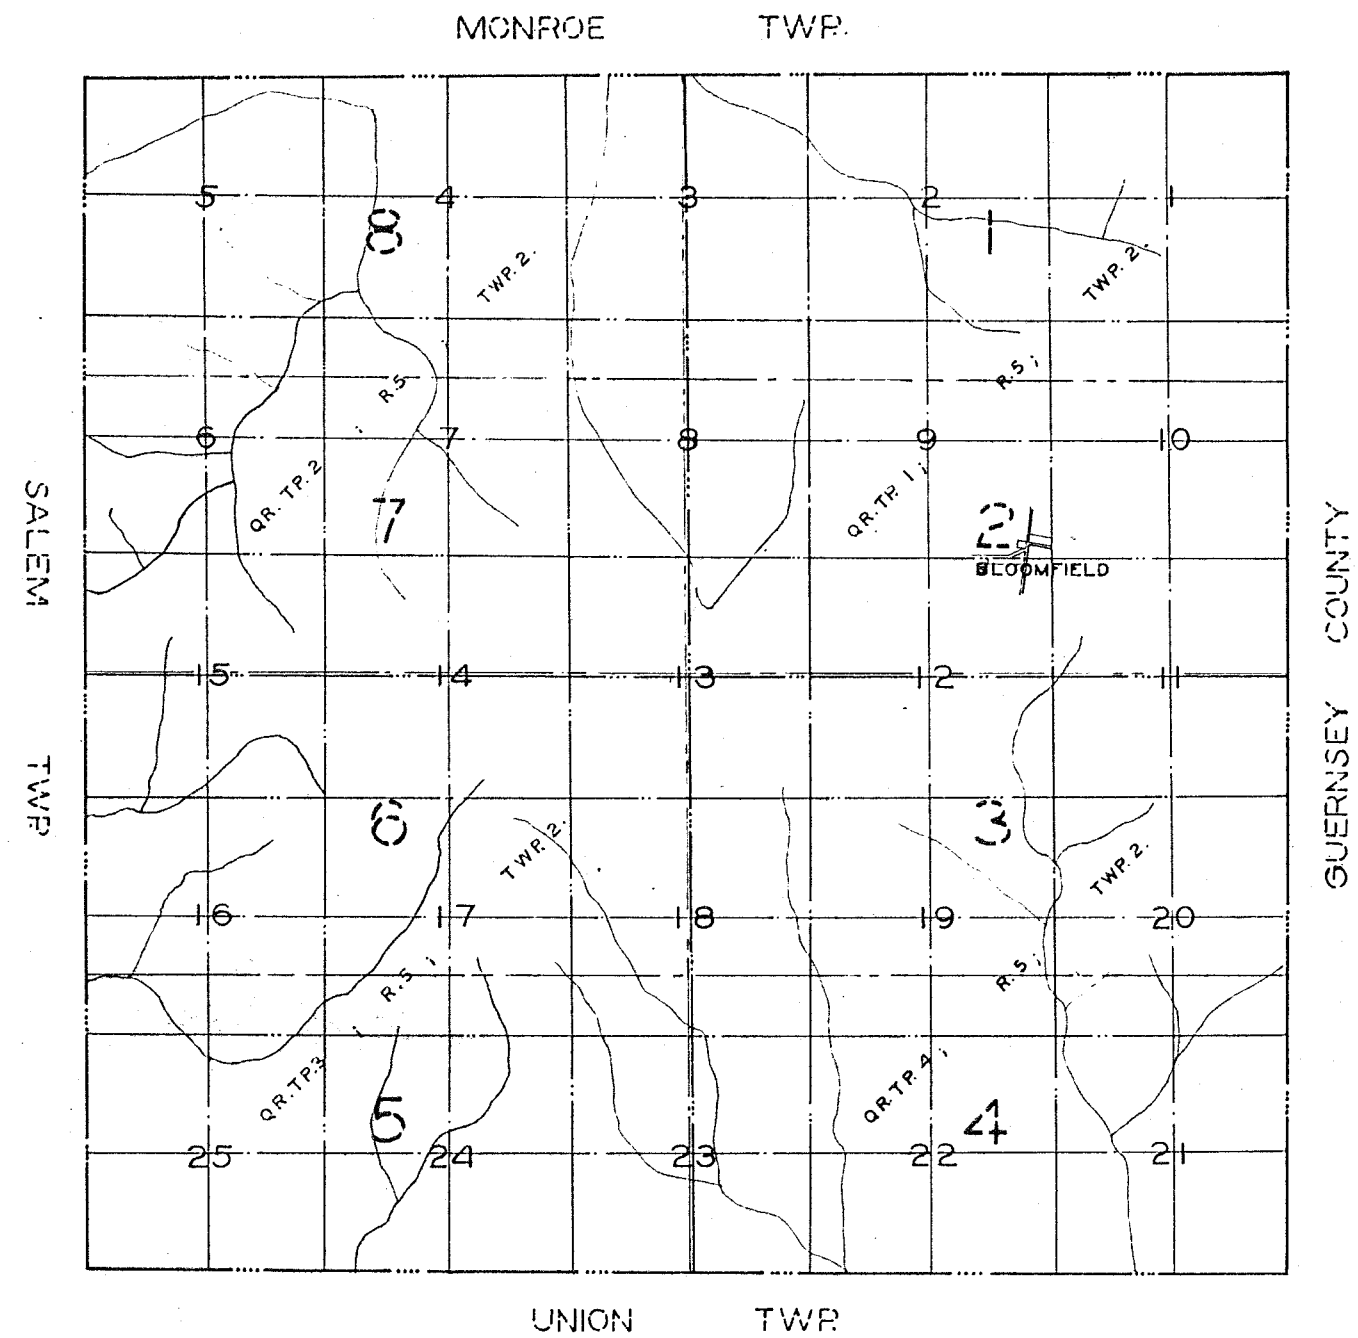 MONROE TWP.
5 4 3 2 1
8 1
TWP. 2. TWP. 2.
R. 5 R. 5 ;
6 7 8 9 10
QR. TP. 2 QR. TP. 1 ;
7 2
BLOOMFIELD
SALEM TWP.
GUERNSEY COUNTY
15 14 13 12 11
6 3
TWP. 2. TWP. 2.
16 17 18 19 20
R. 5 ; R. 5 ;
QR. TP. 3 ; QR. TP. 4 ;
5 4
25 24 23 22 21
UNION TWP.